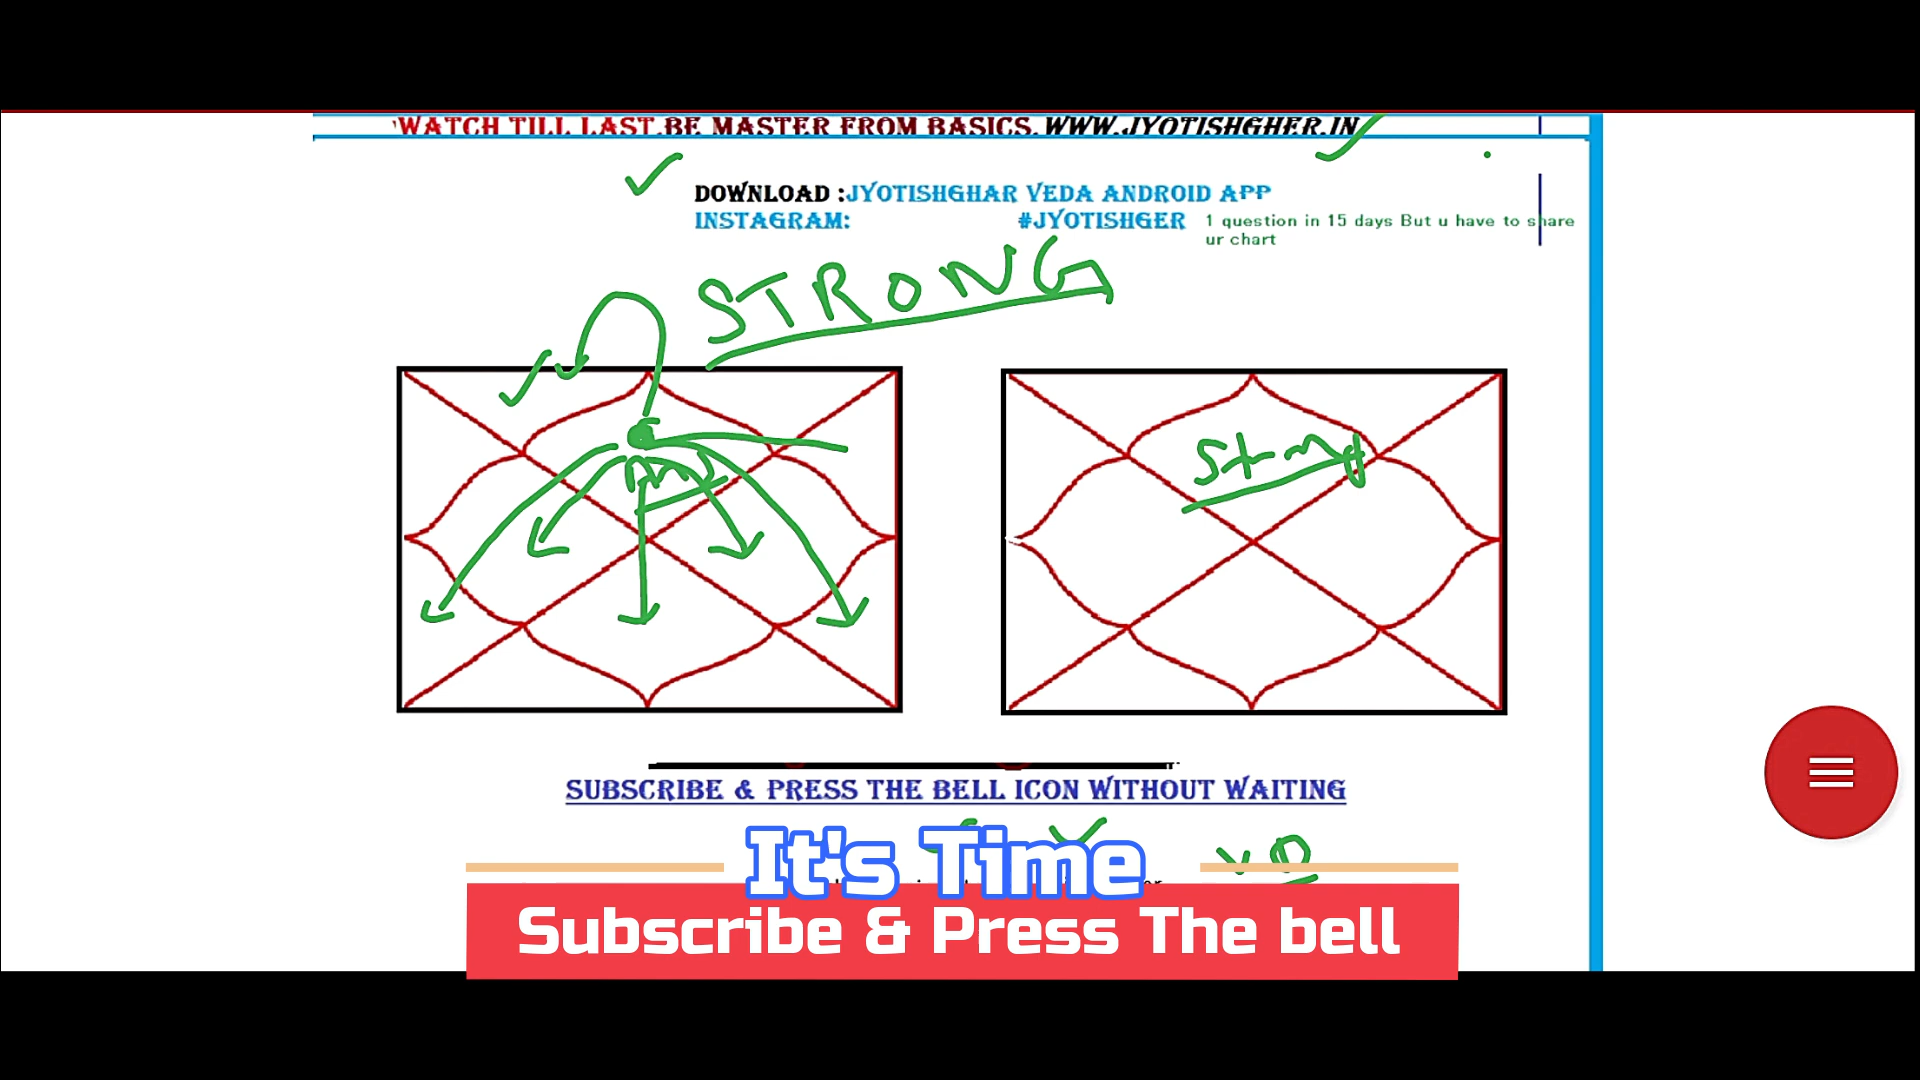 'WATCH TILL LAST.BE MASTER FROM BASICS. WWW.JYOTISHGHER.IN
DOWNLOAD :JYOTISHGHAR VEDA ANDROID APP
INSTAGRAM: #JYOTISHGER
1 question in 15 days But u have to share
ur chart
STRONG
SUBSCRIBE & PRESS THE BELL ICON WITHOUT WAITING
It's Time
Subscribe & Press The bell